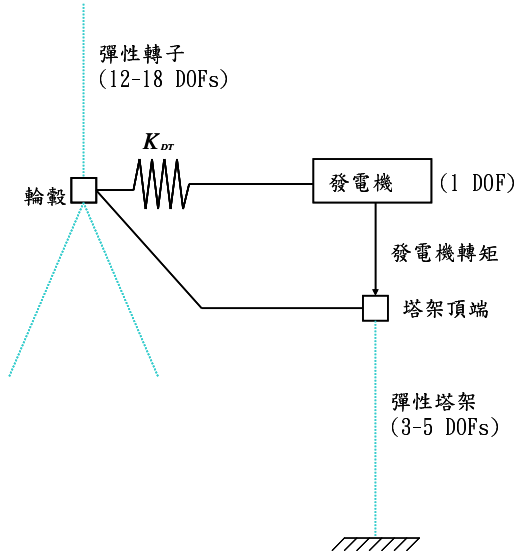 彈性轉子
(12-18 DOFs)
K DT
輪轂
發電機
(1 DOF)
發電機轉矩
塔架頂端
彈性塔架
(3-5 DOFs)